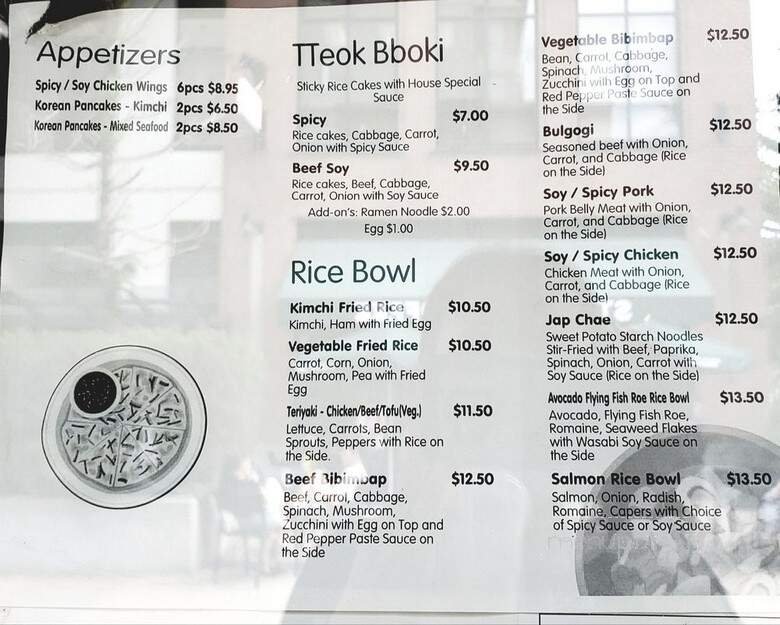 Appetizers
Spicy / Soy Chicken Wings 6pcs $8.95
Korean Pancakes - Kimchi 2pcs $6.50
Korean Pancakes - Mixed Seafood 2pcs $8.50
TTeok Bboki
Sticky Rice Cakes with House Special
Sauce
Spicy $7.00
Rice cakes, Cabbage, Carrot,
Onion with Spicy Sauce
Beef Soy $9.50
Rice cakes, Beef, Cabbage,
Carrot, Onion with Soy Sauce
Add-on's: Ramen Noodle $2.00
Egg $1.00
Rice Bowl
Kimchi Fried Rice $10.50
Kimchi, Ham with Fried Egg
Vegetable Fried Rice $10.50
Carrot, Corn, Onion,
Mushroom, Pea with Fried
Egg
Teriyaki - Chicken/Beef/Tofu(Veg.) $11.50
Lettuce, Carrots, Bean
Sprouts, Peppers with Rice on
the Side.
Beef Bibimbap $12.50
Beef, Carrot, Cabbage,
Spinach, Mushroom,
Zucchini with Egg on Top and
Red Pepper Paste Sauce on
the Side
Vegetable Bibimbap $12.50
Bean, Carrot, Cabbage,
Spinach, Mushroom,
Zucchini with Egg on Top and
Red Pepper Paste Sauce on
the Side
Bulgogi $12.50
Seasoned beef with Onion,
Carrot, and Cabbage (Rice
on the Side)
Soy / Spicy Pork $12.50
Pork Belly Meat with Onion,
Carrot, and Cabbage (Rice
on the Side)
Soy / Spicy Chicken $12.50
Chicken Meat with Onion,
Carrot, and Cabbage (Rice
on the Side)
Jap Chae $12.50
Sweet Potato Starch Noodles
Stir-Fried with Beef, Paprika,
Spinach, Onion, Carrot with
Soy Sauce (Rice on the Side)
Avocado Flying Fish Roe Rice Bowl $13.50
Avocado, Flying Fish Roe,
Romaine, Seaweed Flakes
with Wasabi Soy Sauce on
the Side
Salmon Rice Bowl $13.50
Salmon, Onion, Radish,
Romaine, Capers with Choice
of Spicy Sauce or Soy Sauce